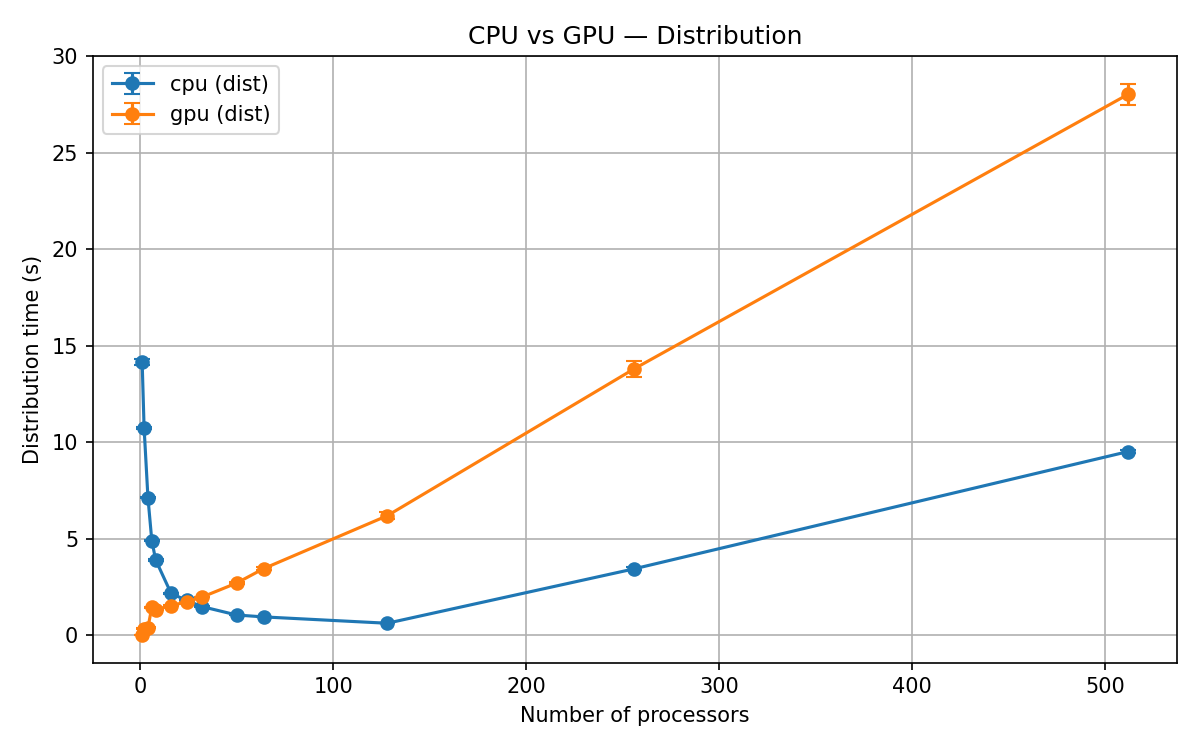 CPU vs GPU — Distribution
cpu (dist)
gpu (dist)
Distribution time (s)
30
25
20
15
10
5
0
0 100 200 300 400 500
Number of processors